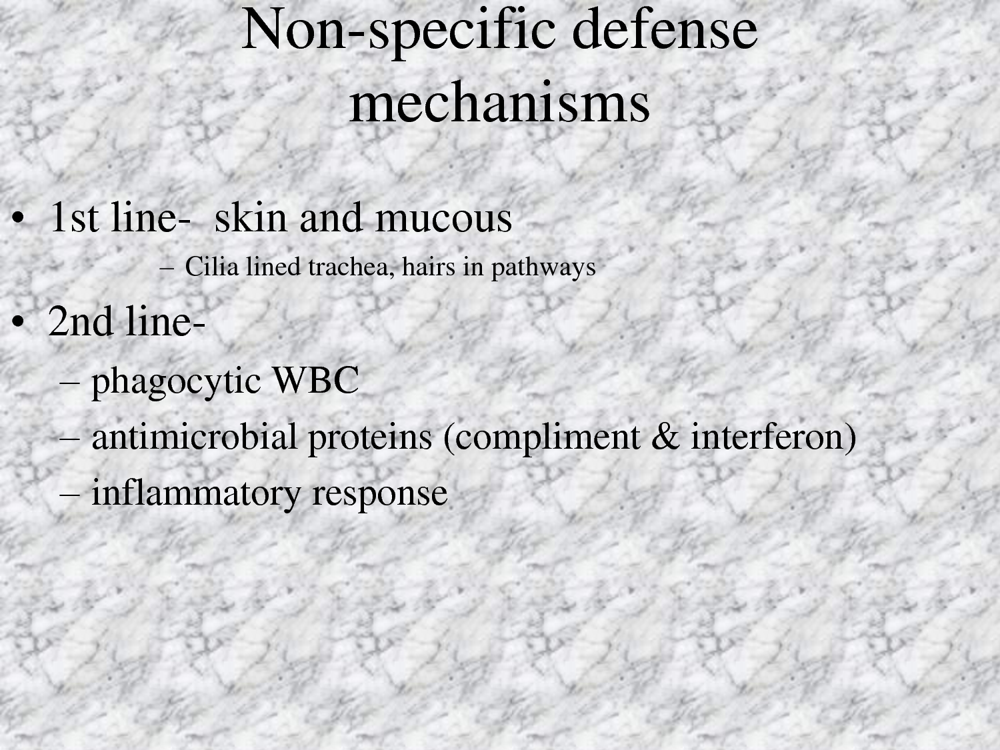 Non-specific defense
mechanisms
• 1st line-  skin and mucous
– Cilia lined trachea, hairs in pathways
• 2nd line-
– phagocytic WBC
– antimicrobial proteins (compliment & interferon)
– inflammatory response